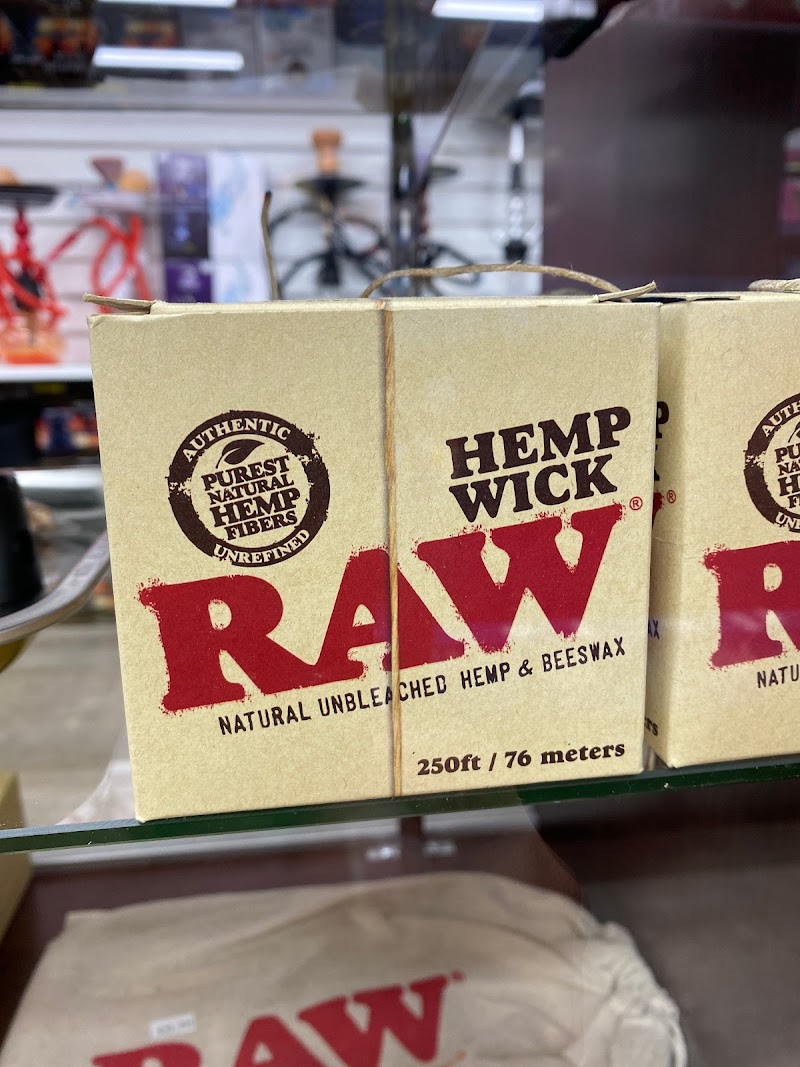 AUTHENTIC
PUREST
NATURAL
HEMP
FIBERS
UNREFINED
HEMP
WICK
RAW®
NATURAL UNBLEACHED HEMP & BEESWAX
250ft / 76 meters
RAW